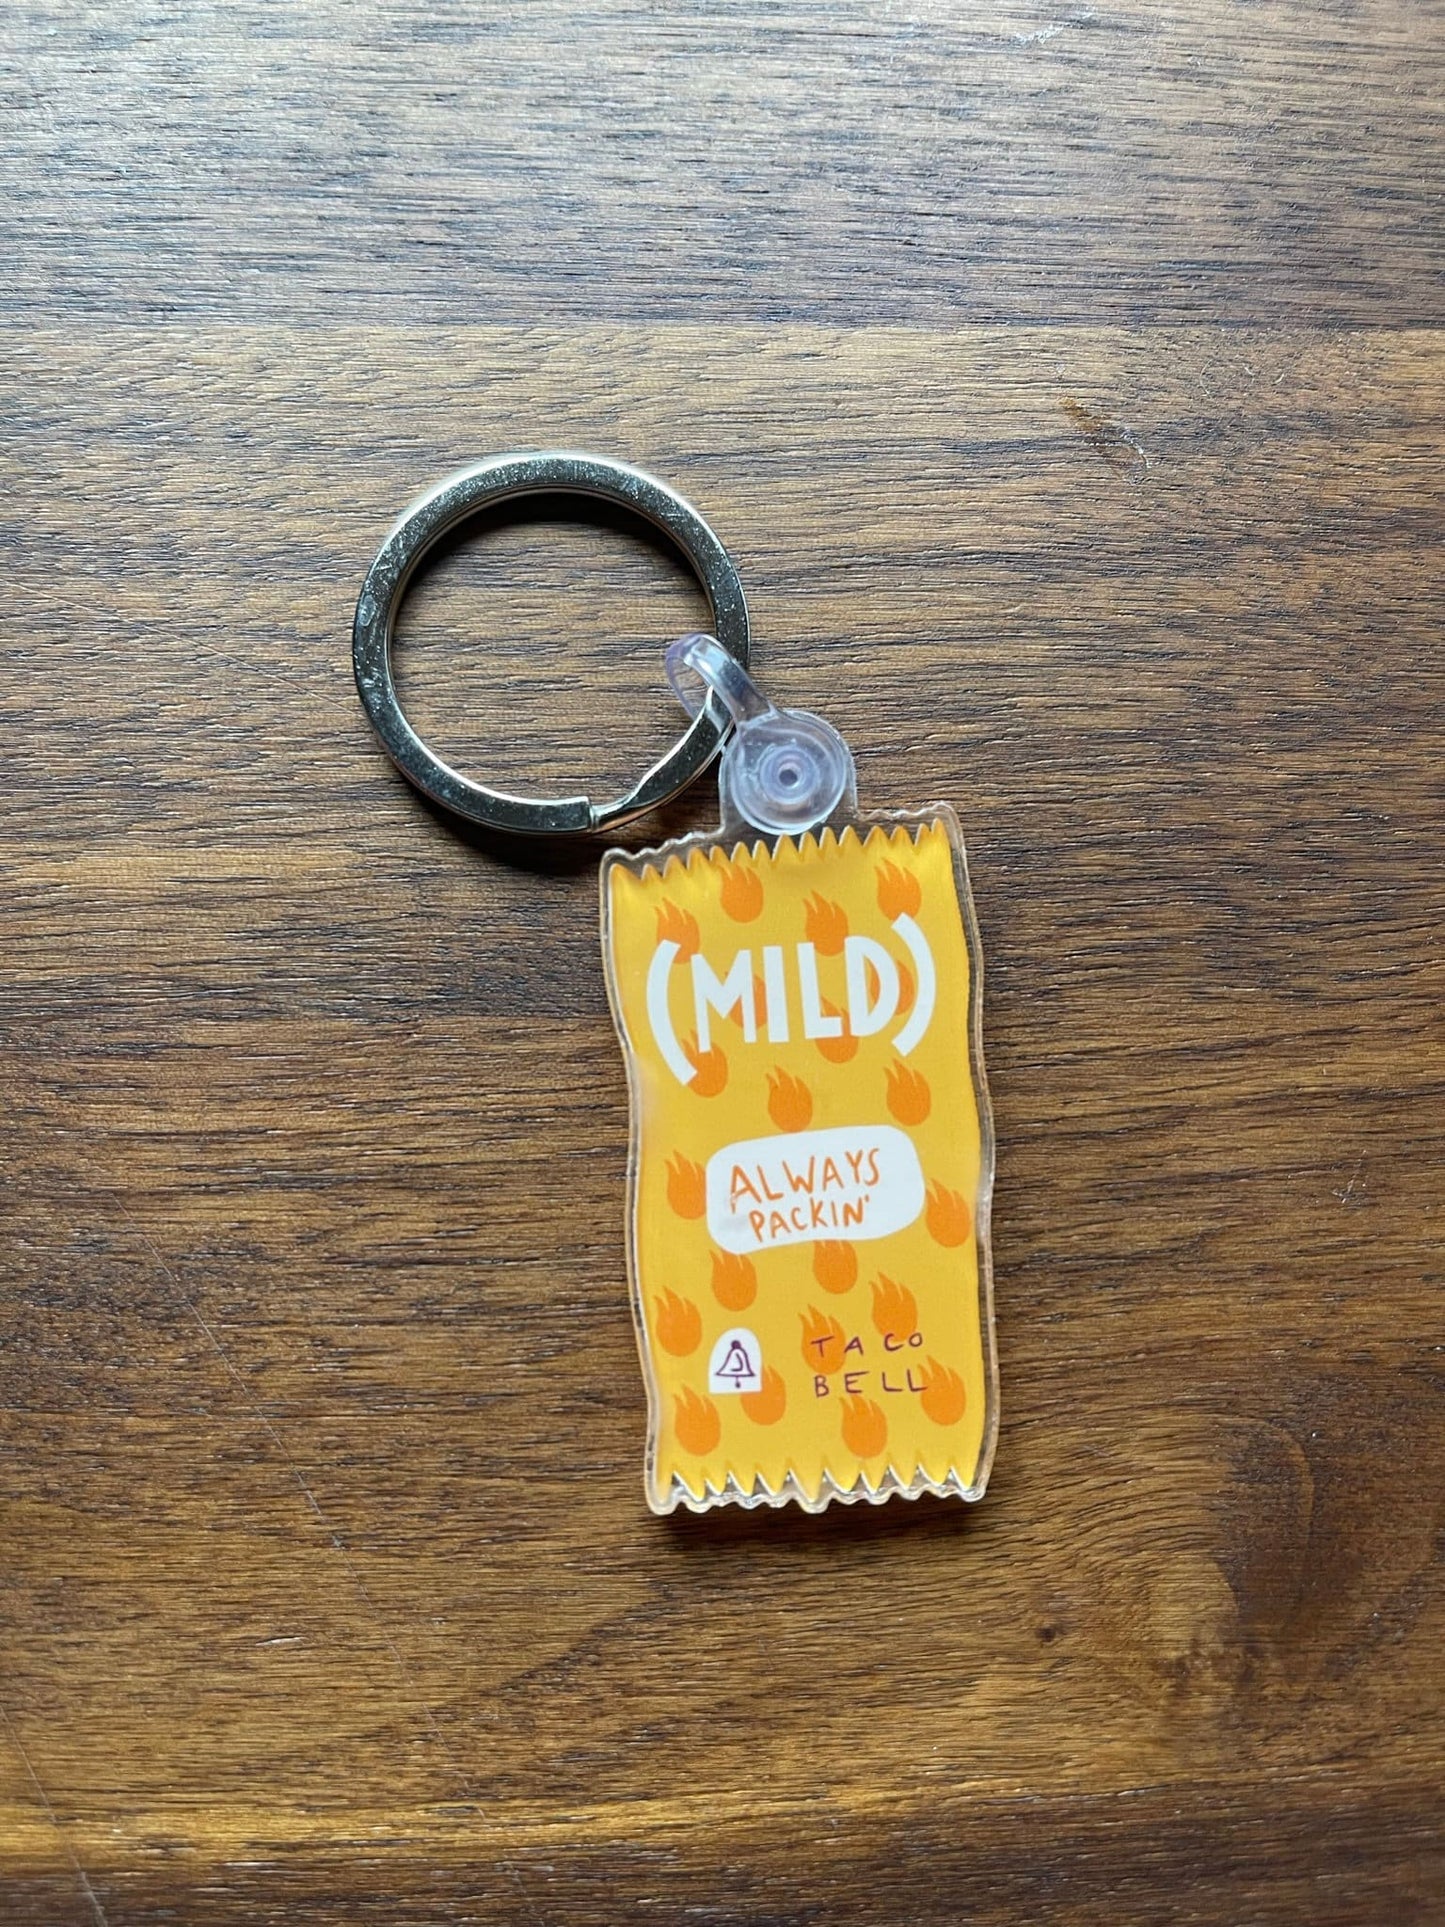 (MILD)
ALWAYS
PACKIN'
TACO
BELL